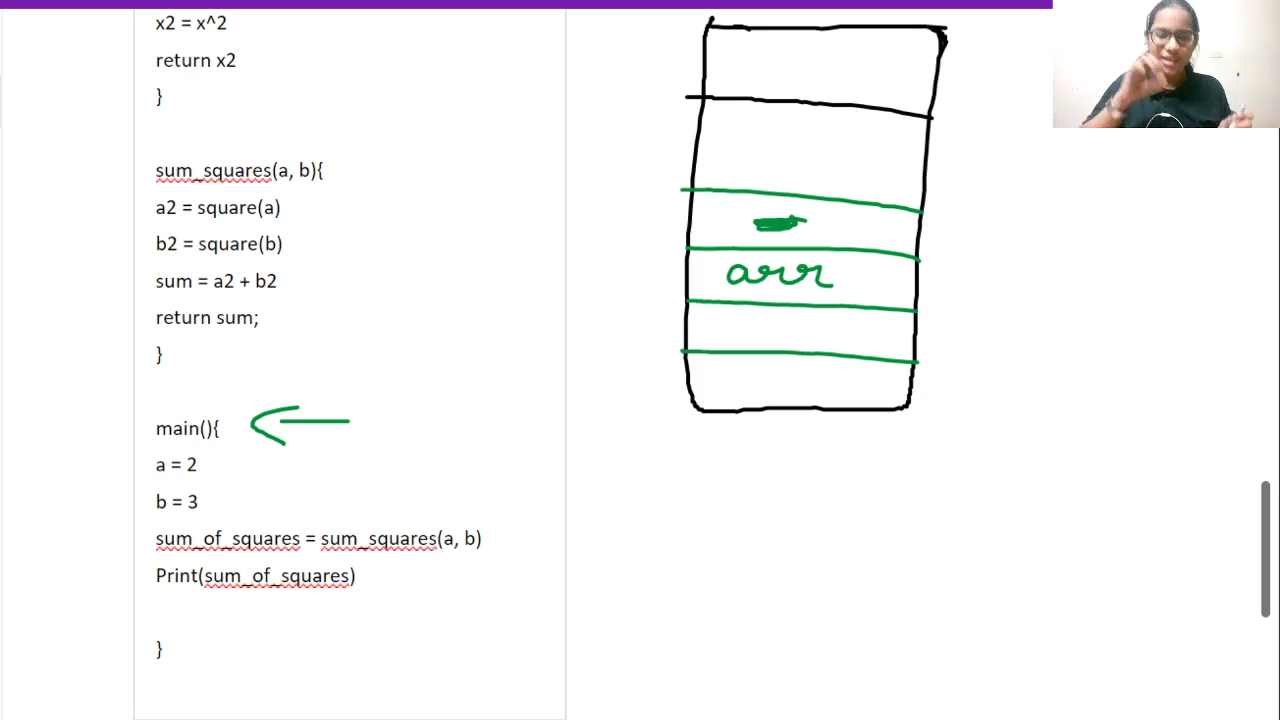 x2 = x^2
return x2
}
sum_squares(a, b){
a2 = square(a)
b2 = square(b)
sum = a2 + b2
return sum;
}
main(){
a = 2
b = 3
sum_of_squares = sum_squares(a, b)
Print(sum_of_squares)
}
arr